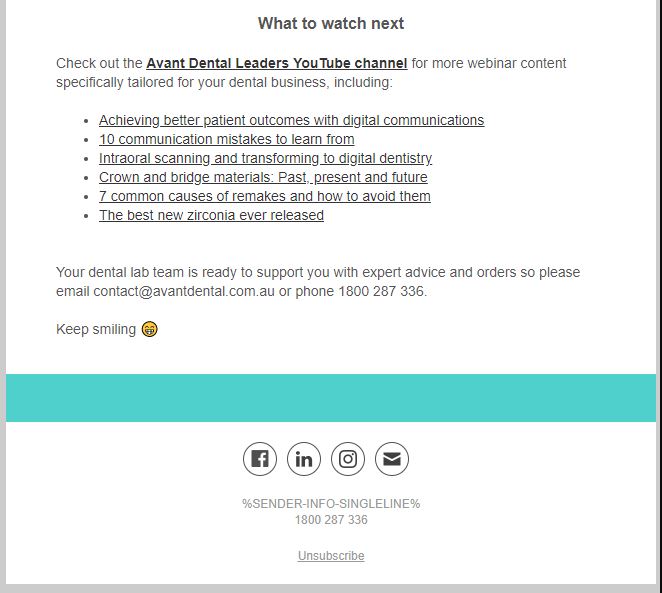 What to watch next
Check out the Avant Dental Leaders YouTube channel for more webinar content
specifically tailored for your dental business, including:
Achieving better patient outcomes with digital communications
10 communication mistakes to learn from
Intraoral scanning and transforming to digital dentistry
Crown and bridge materials: Past, present and future
7 common causes of remakes and how to avoid them
The best new zirconia ever released
Your dental lab team is ready to support you with expert advice and orders so please
email contact@avantdental.com.au or phone 1800 287 336.
Keep smiling 😁
%SENDER-INFO-SINGLELINE%
1800 287 336
Unsubscribe